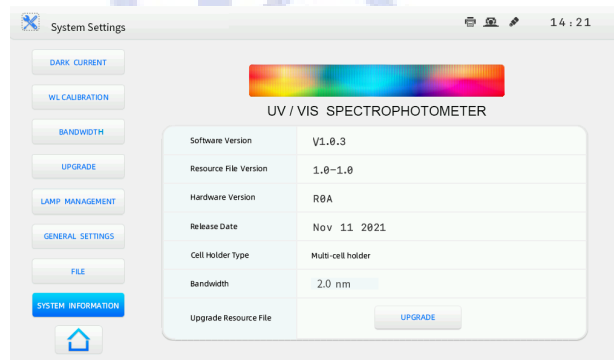 System Settings
14:21
DARK CURRENT
WL CALIBRATION
BANDWIDTH
UPGRADE
LAMP MANAGEMENT
GENERAL SETTINGS
FILE
SYSTEM INFORMATION
UV / VIS SPECTROPHOTOMETER
Software Version V1.0.3
Resource File Version 1.0-1.0
Hardware Version R0A
Release Date Nov 11 2021
Cell Holder Type Multi-cell holder
Bandwidth 2.0 nm
Upgrade Resource File UPGRADE